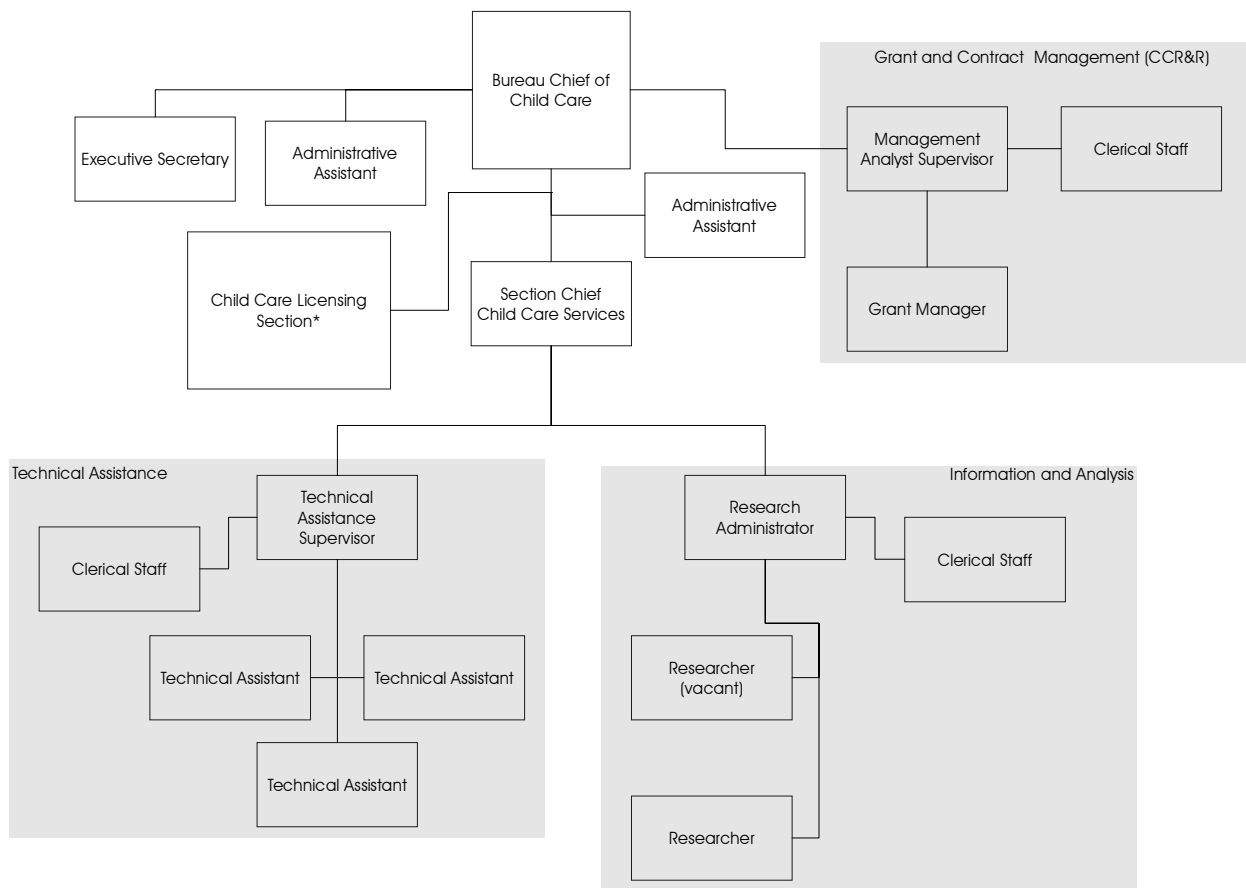 Bureau Chief of
Child Care
Grant and Contract  Management (CCR&R)
Executive Secretary
Administrative
Assistant
Management
Analyst Supervisor
Clerical Staff
Administrative
Assistant
Child Care Licensing
Section*
Section Chief
Child Care Services
Grant Manager
Technical Assistance
Technical
Assistance
Supervisor
Clerical Staff
Technical Assistant
Technical Assistant
Technical Assistant
Information and Analysis
Research
Administrator
Clerical Staff
Researcher
(vacant)
Researcher